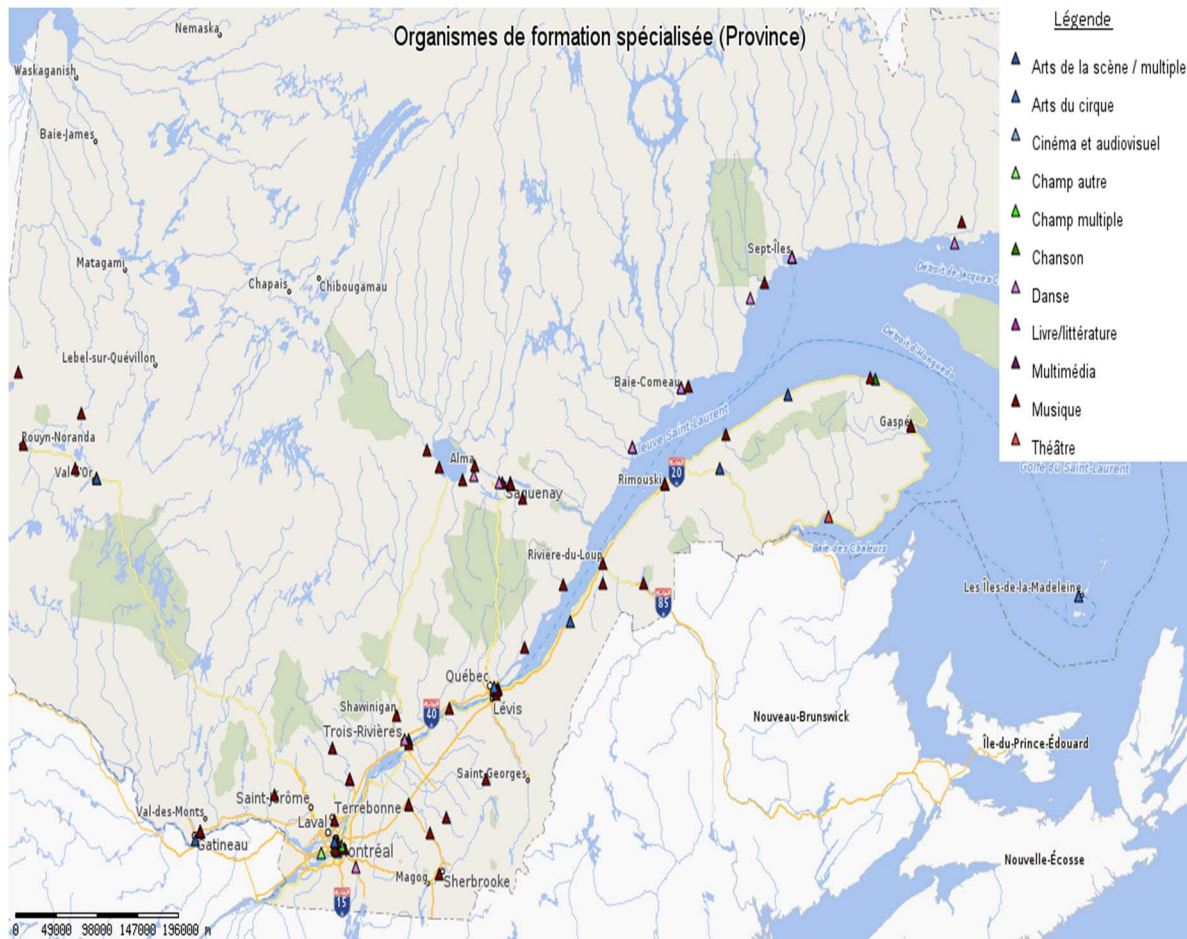 Organismes de formation spécialisée (Province)
Légende
Arts de la scène / multiple
Arts du cirque
Cinéma et audiovisuel
Champ autre
Champ multiple
Chanson
Danse
Livre/littérature
Multimédia
Musique
Théâtre
Nemaska
Waskaganish
Baie-James
Matagami
Chapais
Chibougamau
Sept-Îles
Détroit de Jacques C
Lebel-sur-Quévillon
Détroit d'Honguedo
Baie-Comeau
euve Saint-Laurent
Rouyn-Noranda
Gaspé
Val-d'Or
Alma
Golfe du Saint-Laurent
20
Rimouski
Saguenay
Baie des Chaleurs
Rivière-du-Loup
Les Îles-de-la-Madeleine
85
Québec
Lévis
Shawinigan
40
Trois-Rivières
Nouveau-Brunswick
Île-du-Prince-Édouard
Saint-Georges
Saint-Jérôme
Terrebonne
Val-des-Monts
Laval
Gatineau
Montréal
Nouvelle-Écosse
Magog
Sherbrooke
15
0 49000 98000 147000 196000 m